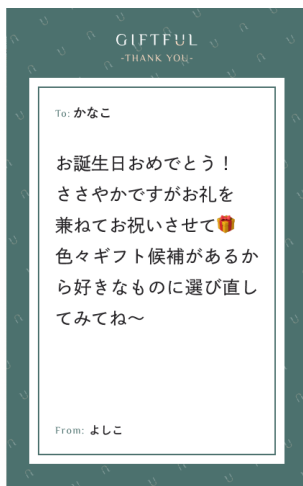 GIFTFUL
-THANK YOU-
To: かなこ
お誕生日おめでとう！
ささやかですがお礼を
兼ねてお祝いさせて🎁
色々ギフト候補があるか
ら好きなものに選び直し
てみてね〜
From: よしこ